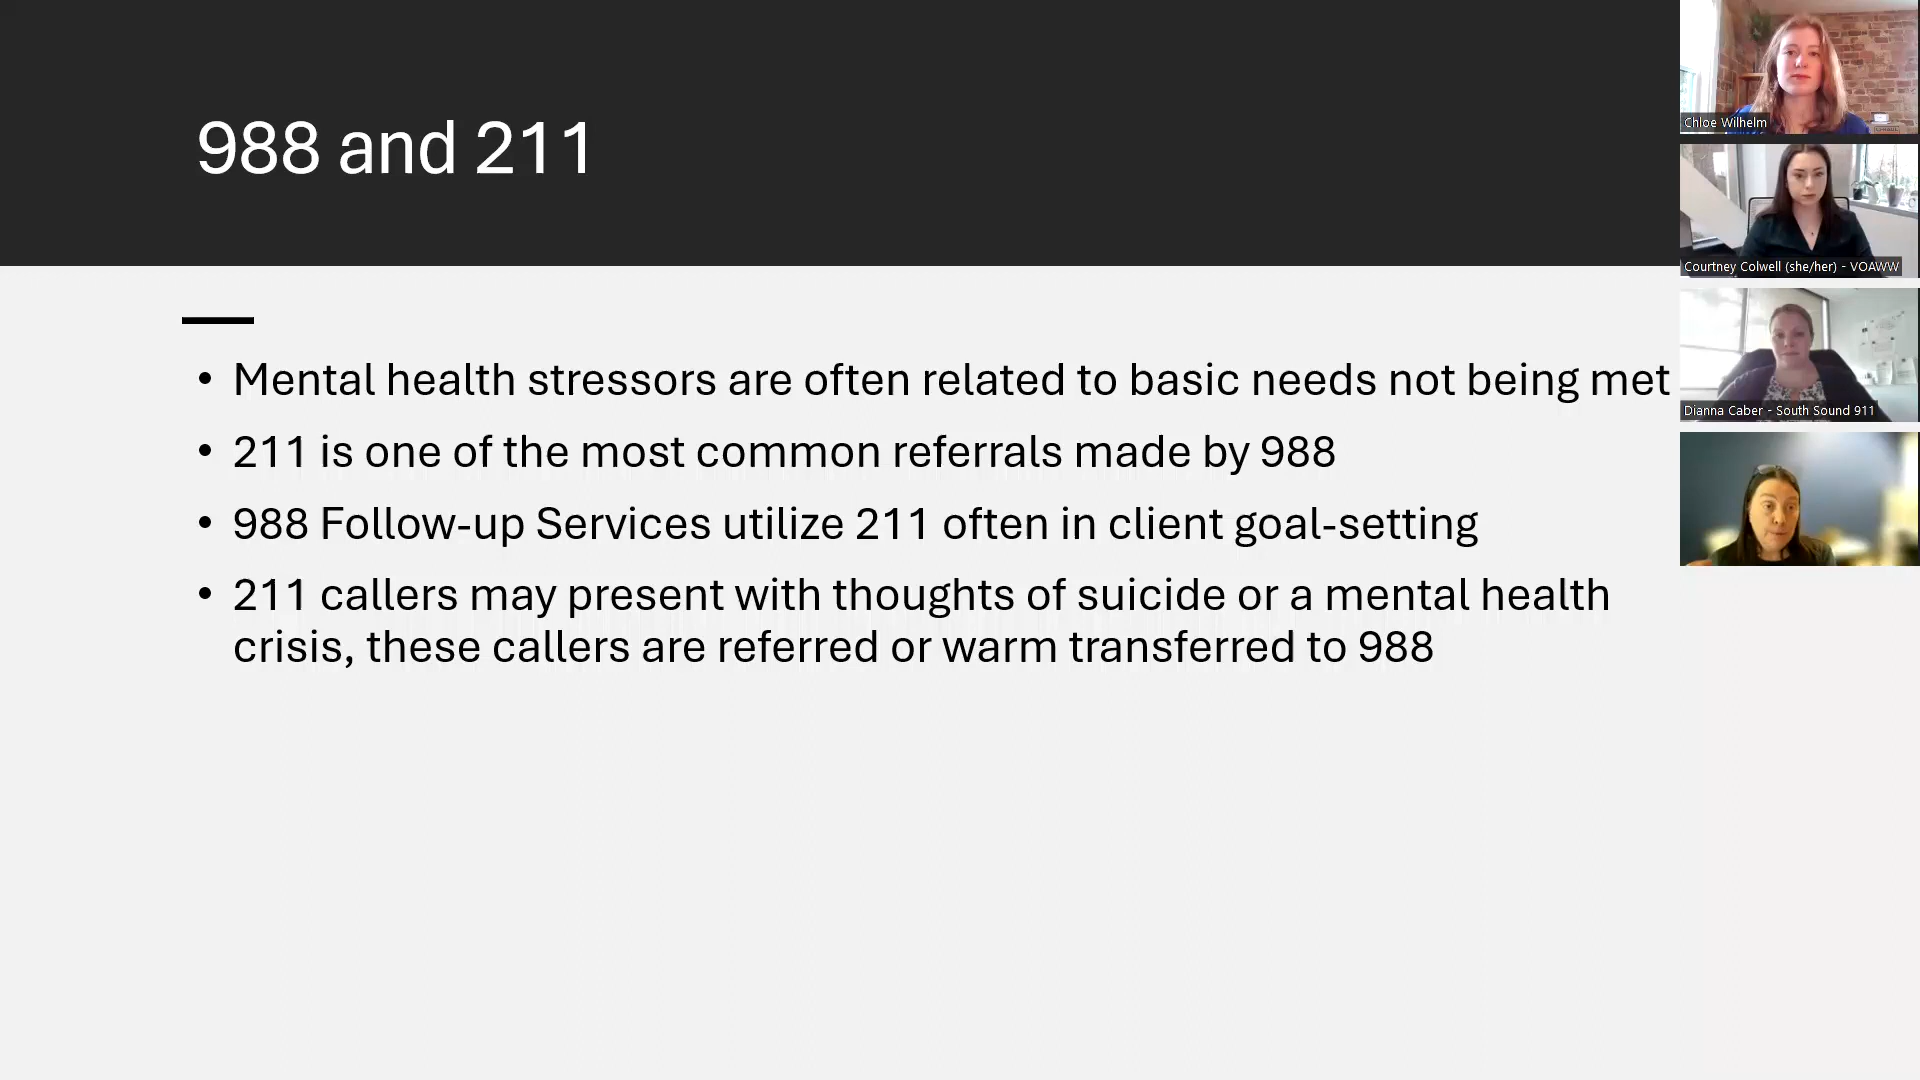 988 and 211
• Mental health stressors are often related to basic needs not being met
• 211 is one of the most common referrals made by 988
• 988 Follow-up Services utilize 211 often in client goal-setting
• 211 callers may present with thoughts of suicide or a mental health
crisis, these callers are referred or warm transferred to 988
Chloe Wilhelm
Courtney Colwell (she/her) - VOAWW
Dianna Caber - South Sound 911